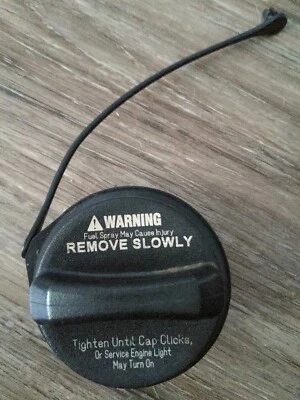 ⚠ WARNING
Fuel Spray May Cause Injury
REMOVE SLOWLY
Tighten Until Cap Clicks,
Or Service Engine Light
May Turn On